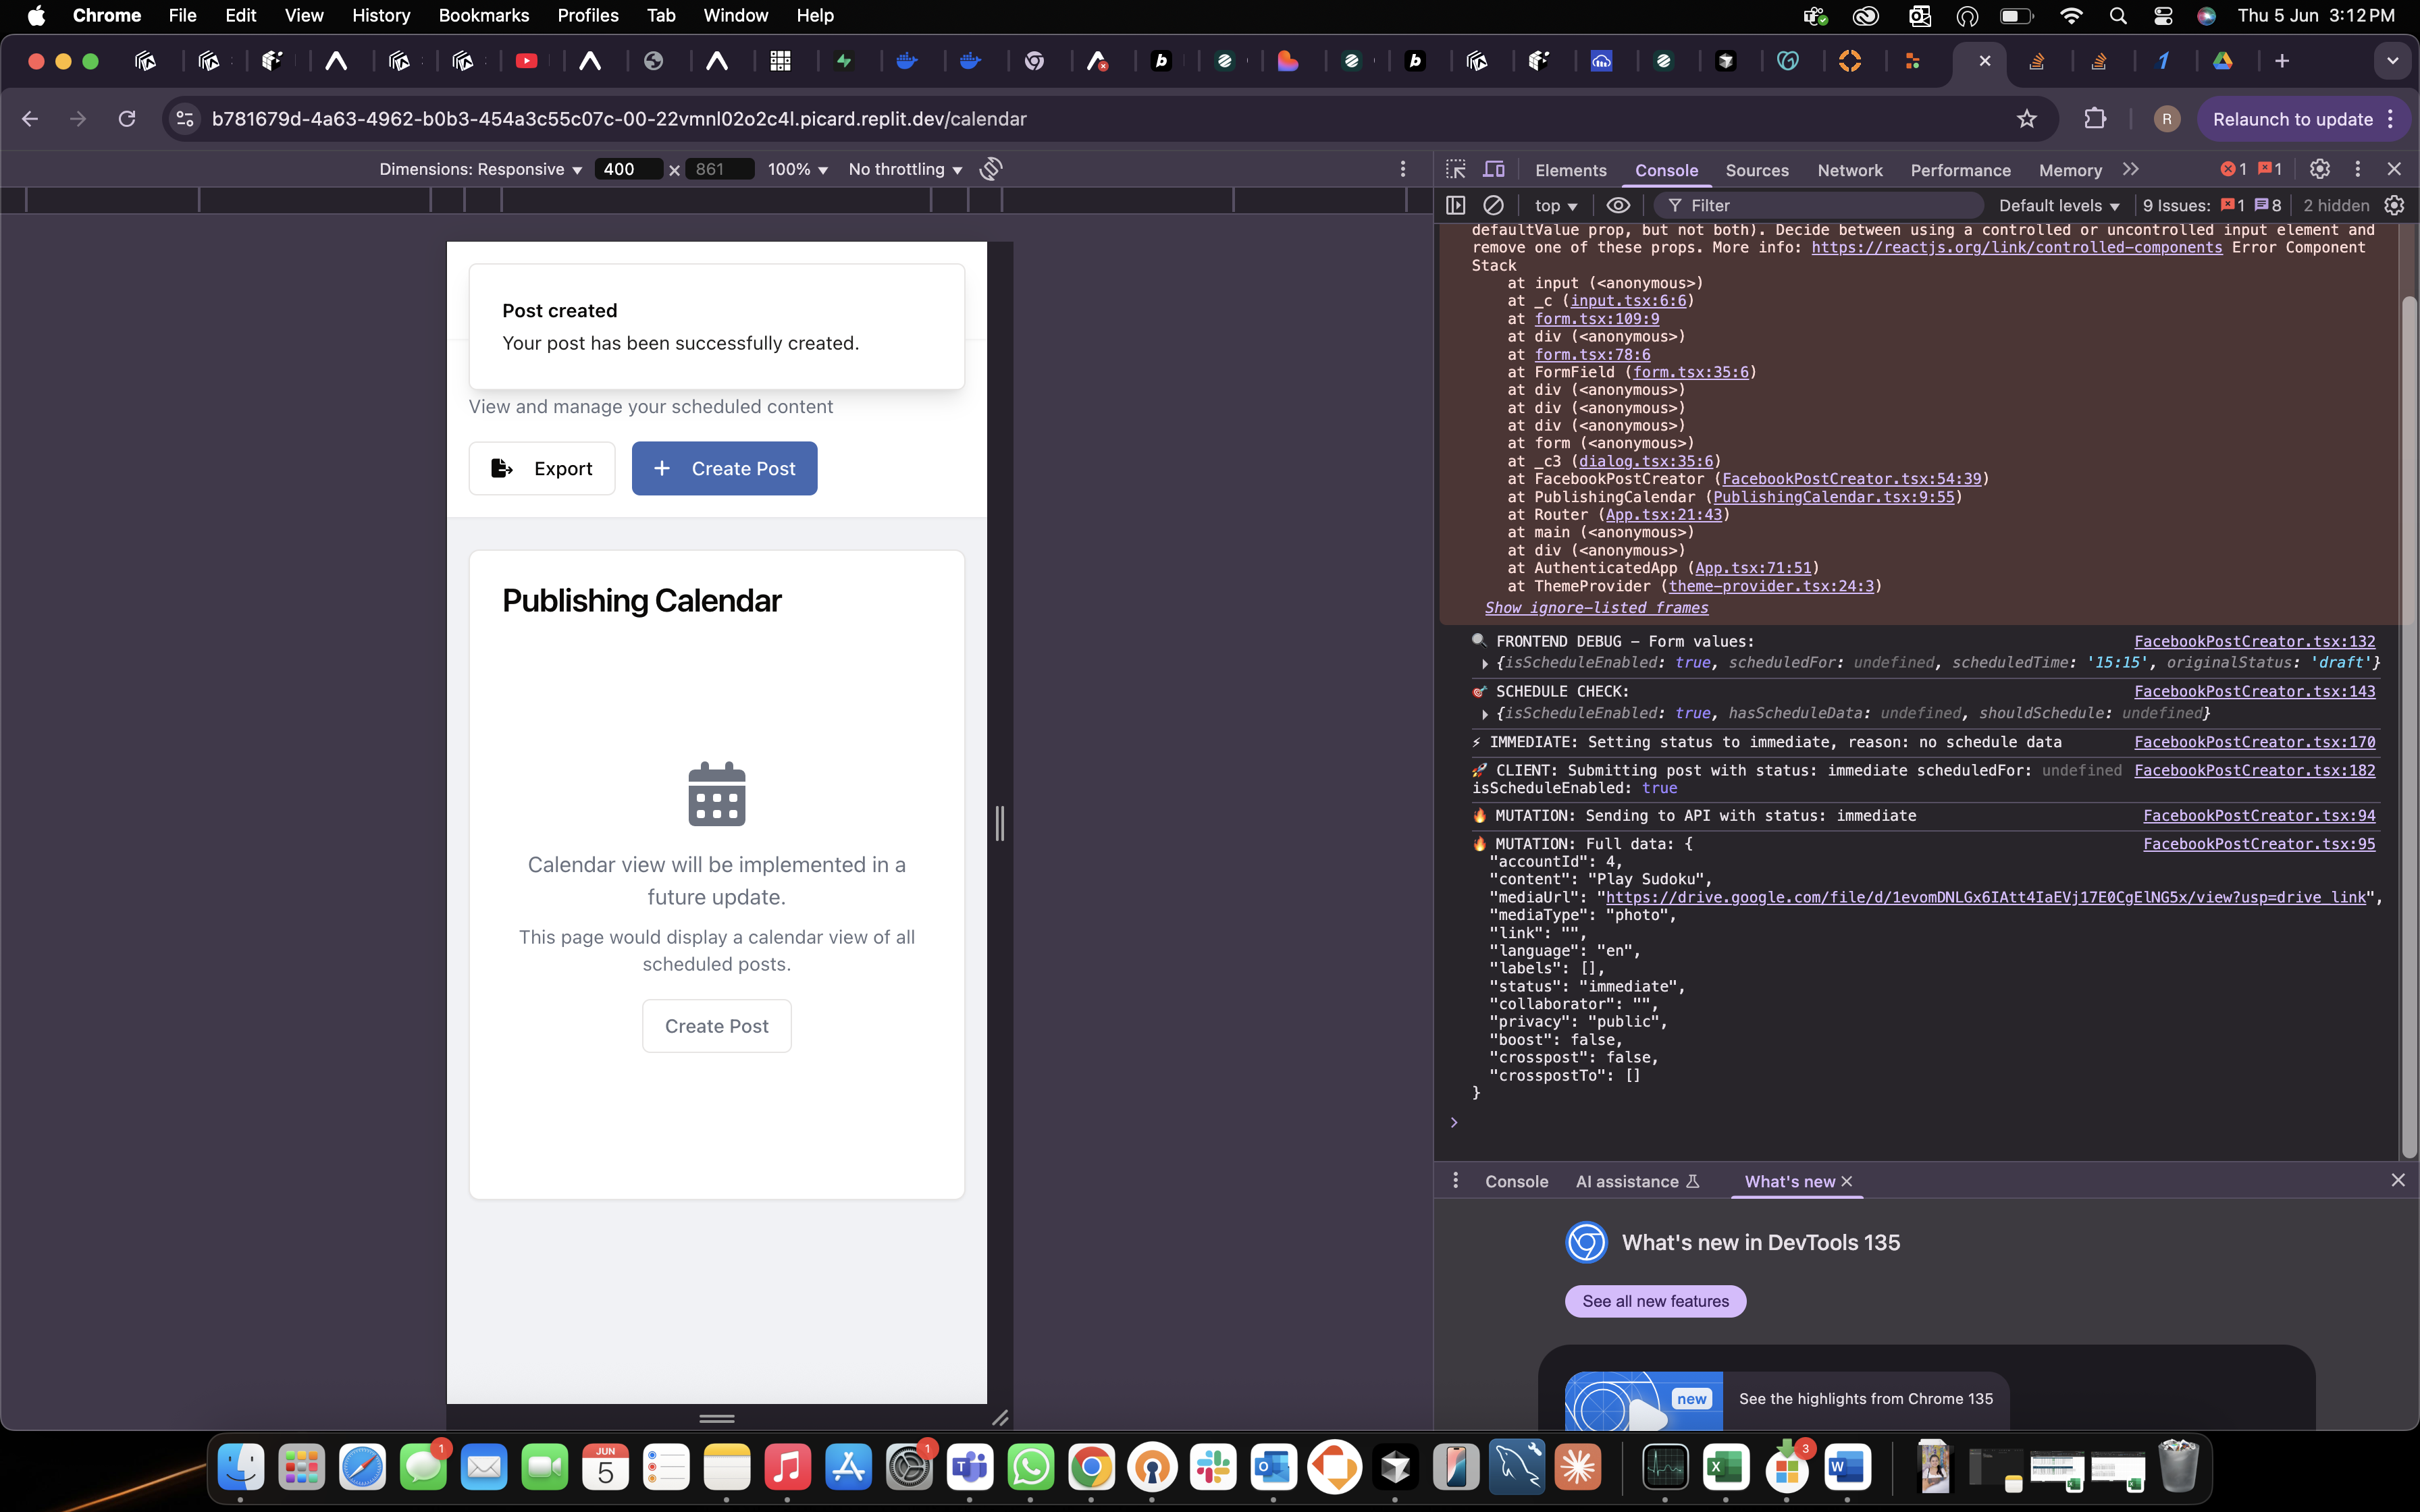 Chrome File Edit View History Bookmarks Profiles Tab Window Help
Thu 5 Jun 3:12 PM
b781679d-4a63-4962-b0b3-454a3c55c07c-00-22vmnl02o2c4l.picard.replit.dev/calendar
R
Relaunch to update
Dimensions: Responsive 400 × 861 100% No throttling
Elements Console Sources Network Performance Memory 1 1
top Filter Default levels 9 Issues: 1 8 2 hidden
Post created
Your post has been successfully created.
View and manage your scheduled content
Export
+ Create Post
Publishing Calendar
Calendar view will be implemented in a
future update.
This page would display a calendar view of all
scheduled posts.
Create Post
defaultValue prop, but not both). Decide between using a controlled or uncontrolled input element and
remove one of these props. More info: https://reactjs.org/link/controlled-components Error Component
Stack
at input (<anonymous>)
at _c (input.tsx:6:6)
at form.tsx:109:9
at div (<anonymous>)
at form.tsx:78:6
at FormField (form.tsx:35:6)
at div (<anonymous>)
at div (<anonymous>)
at div (<anonymous>)
at form (<anonymous>)
at _c3 (dialog.tsx:35:6)
at FacebookPostCreator (FacebookPostCreator.tsx:54:39)
at PublishingCalendar (PublishingCalendar.tsx:9:55)
at Router (App.tsx:21:43)
at main (<anonymous>)
at div (<anonymous>)
at AuthenticatedApp (App.tsx:71:51)
at ThemeProvider (theme-provider.tsx:24:3)
Show ignore-listed frames
🔍 FRONTEND DEBUG – Form values: FacebookPostCreator.tsx:132
{isScheduleEnabled: true, scheduledFor: undefined, scheduledTime: '15:15', originalStatus: 'draft'}
🎯 SCHEDULE CHECK: FacebookPostCreator.tsx:143
{isScheduleEnabled: true, hasScheduleData: undefined, shouldSchedule: undefined}
⚡ IMMEDIATE: Setting status to immediate, reason: no schedule data FacebookPostCreator.tsx:170
🚀 CLIENT: Submitting post with status: immediate scheduledFor: undefined FacebookPostCreator.tsx:182
isScheduleEnabled: true
🔥 MUTATION: Sending to API with status: immediate FacebookPostCreator.tsx:94
🔥 MUTATION: Full data: { FacebookPostCreator.tsx:95
"accountId": 4,
"content": "Play Sudoku",
"mediaUrl": "https://drive.google.com/file/d/1evomDNLGx6IAtt4IaEVj17E0CgElNG5x/view?usp=drive_link",
"mediaType": "photo",
"link": "",
"language": "en",
"labels": [],
"status": "immediate",
"collaborator": "",
"privacy": "public",
"boost": false,
"crosspost": false,
"crosspostTo": []
}
Console AI assistance What's new
What's new in DevTools 135
See all new features
new
See the highlights from Chrome 135
1
JUN
5
1
3